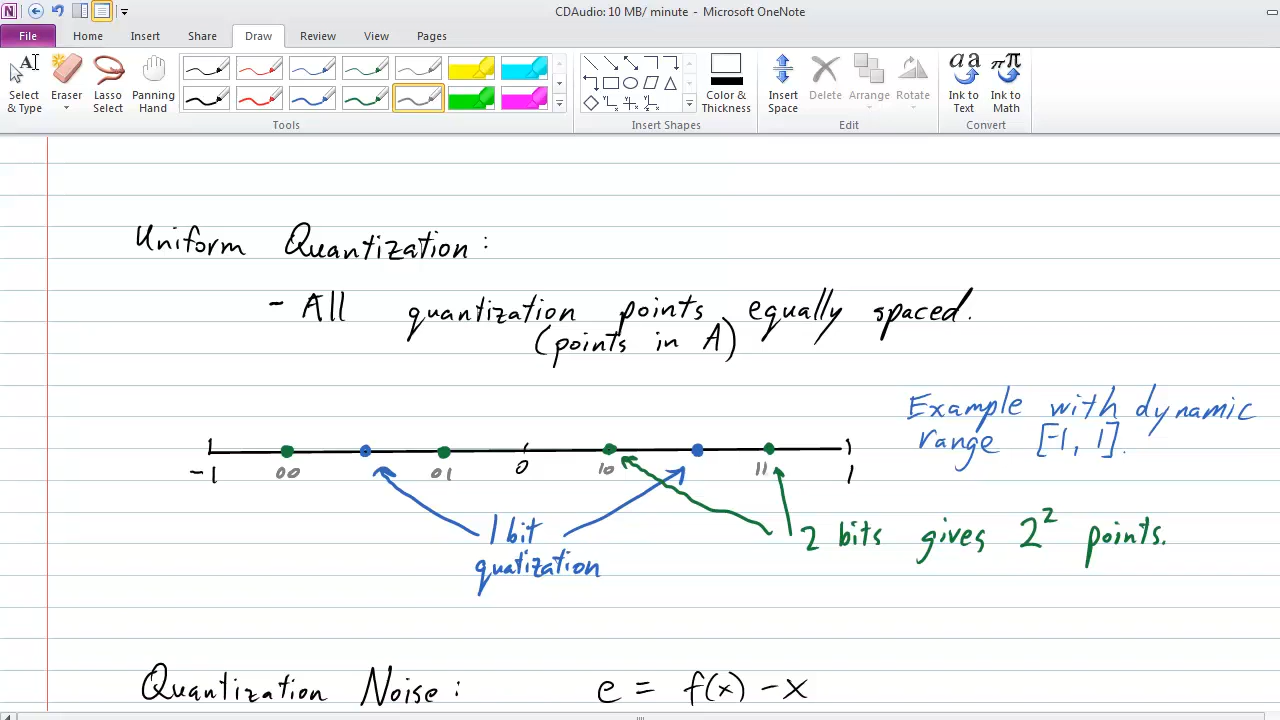 CDAudio: 10 MB/ minute - Microsoft OneNote
File Home Insert Share Draw Review View Pages
Select & Type
Eraser
Lasso Select
Panning Hand
Color & Thickness
Insert Space
Delete
Arrange
Rotate
Ink to Text
Ink to Math
Tools
Insert Shapes
Edit
Convert
Uniform Quantization:
- All quantization points equally spaced.
(points in A)
Example with dynamic
range [-1, 1].
-1 00 01 0 10 11 1
1 bit
quatization
2 bits gives 2² points.
Quantization Noise: e = f(x) - x